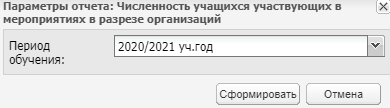 Параметры отчета: Численность учащихся участвующих в
мероприятиях в разрезе организаций
Период
обучения:
2020/2021 уч.год
Сформировать
Отмена